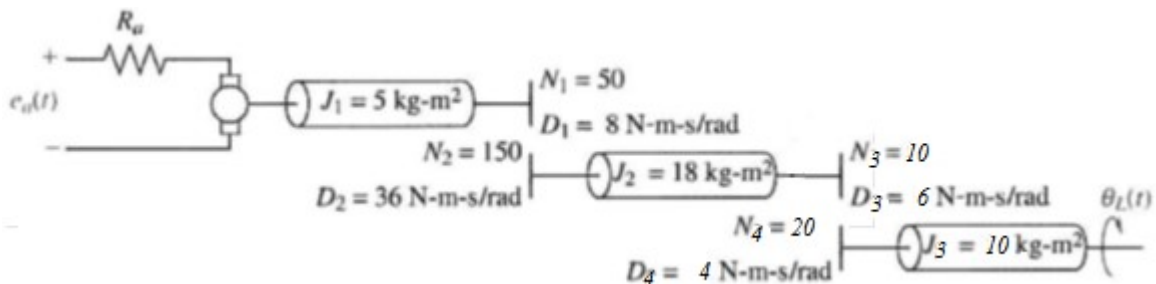 Rₐ
+
eₐ(t)
−
J₁ = 5 kg-m²
N₁ = 50
D₁ = 8 N-m-s/rad
N₂ = 150
D₂ = 36 N-m-s/rad
J₂ = 18 kg-m²
N₃ = 10
D₃ = 6 N-m-s/rad
N₄ = 20
D₄ = 4 N-m-s/rad
J₃ = 10 kg-m²
θ_L(t)